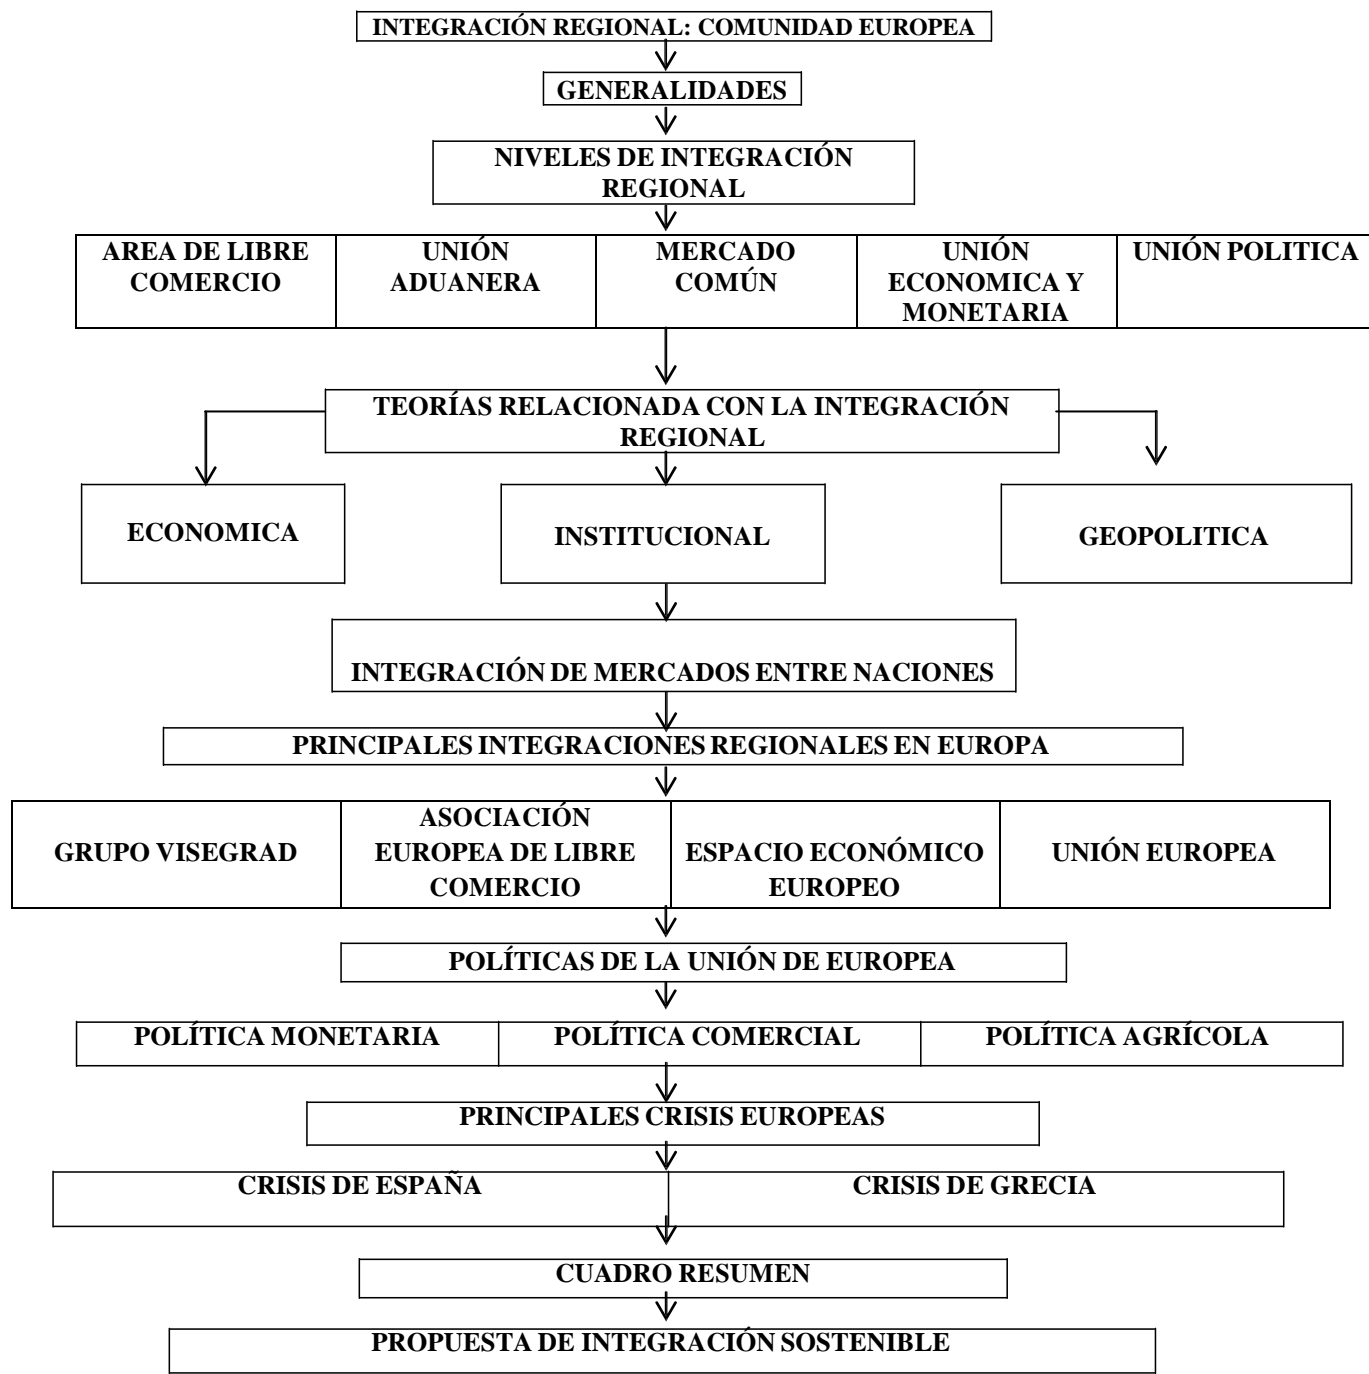 INTEGRACIÓN REGIONAL: COMUNIDAD EUROPEA
GENERALIDADES
NIVELES DE INTEGRACIÓN
REGIONAL
AREA DE LIBRE
COMERCIO
UNIÓN
ADUANERA
MERCADO
COMÚN
UNIÓN
ECONOMICA Y
MONETARIA
UNIÓN POLITICA
TEORÍAS RELACIONADA CON LA INTEGRACIÓN
REGIONAL
ECONOMICA
INSTITUCIONAL
GEOPOLITICA
INTEGRACIÓN DE MERCADOS ENTRE NACIONES
PRINCIPALES INTEGRACIONES REGIONALES EN EUROPA
GRUPO VISEGRAD
ASOCIACIÓN
EUROPEA DE LIBRE
COMERCIO
ESPACIO ECONÓMICO
EUROPEO
UNIÓN EUROPEA
POLÍTICAS DE LA UNIÓN DE EUROPEA
POLÍTICA MONETARIA
POLÍTICA COMERCIAL
POLÍTICA AGRÍCOLA
PRINCIPALES CRISIS EUROPEAS
CRISIS DE ESPAÑA
CRISIS DE GRECIA
CUADRO RESUMEN
PROPUESTA DE INTEGRACIÓN SOSTENIBLE